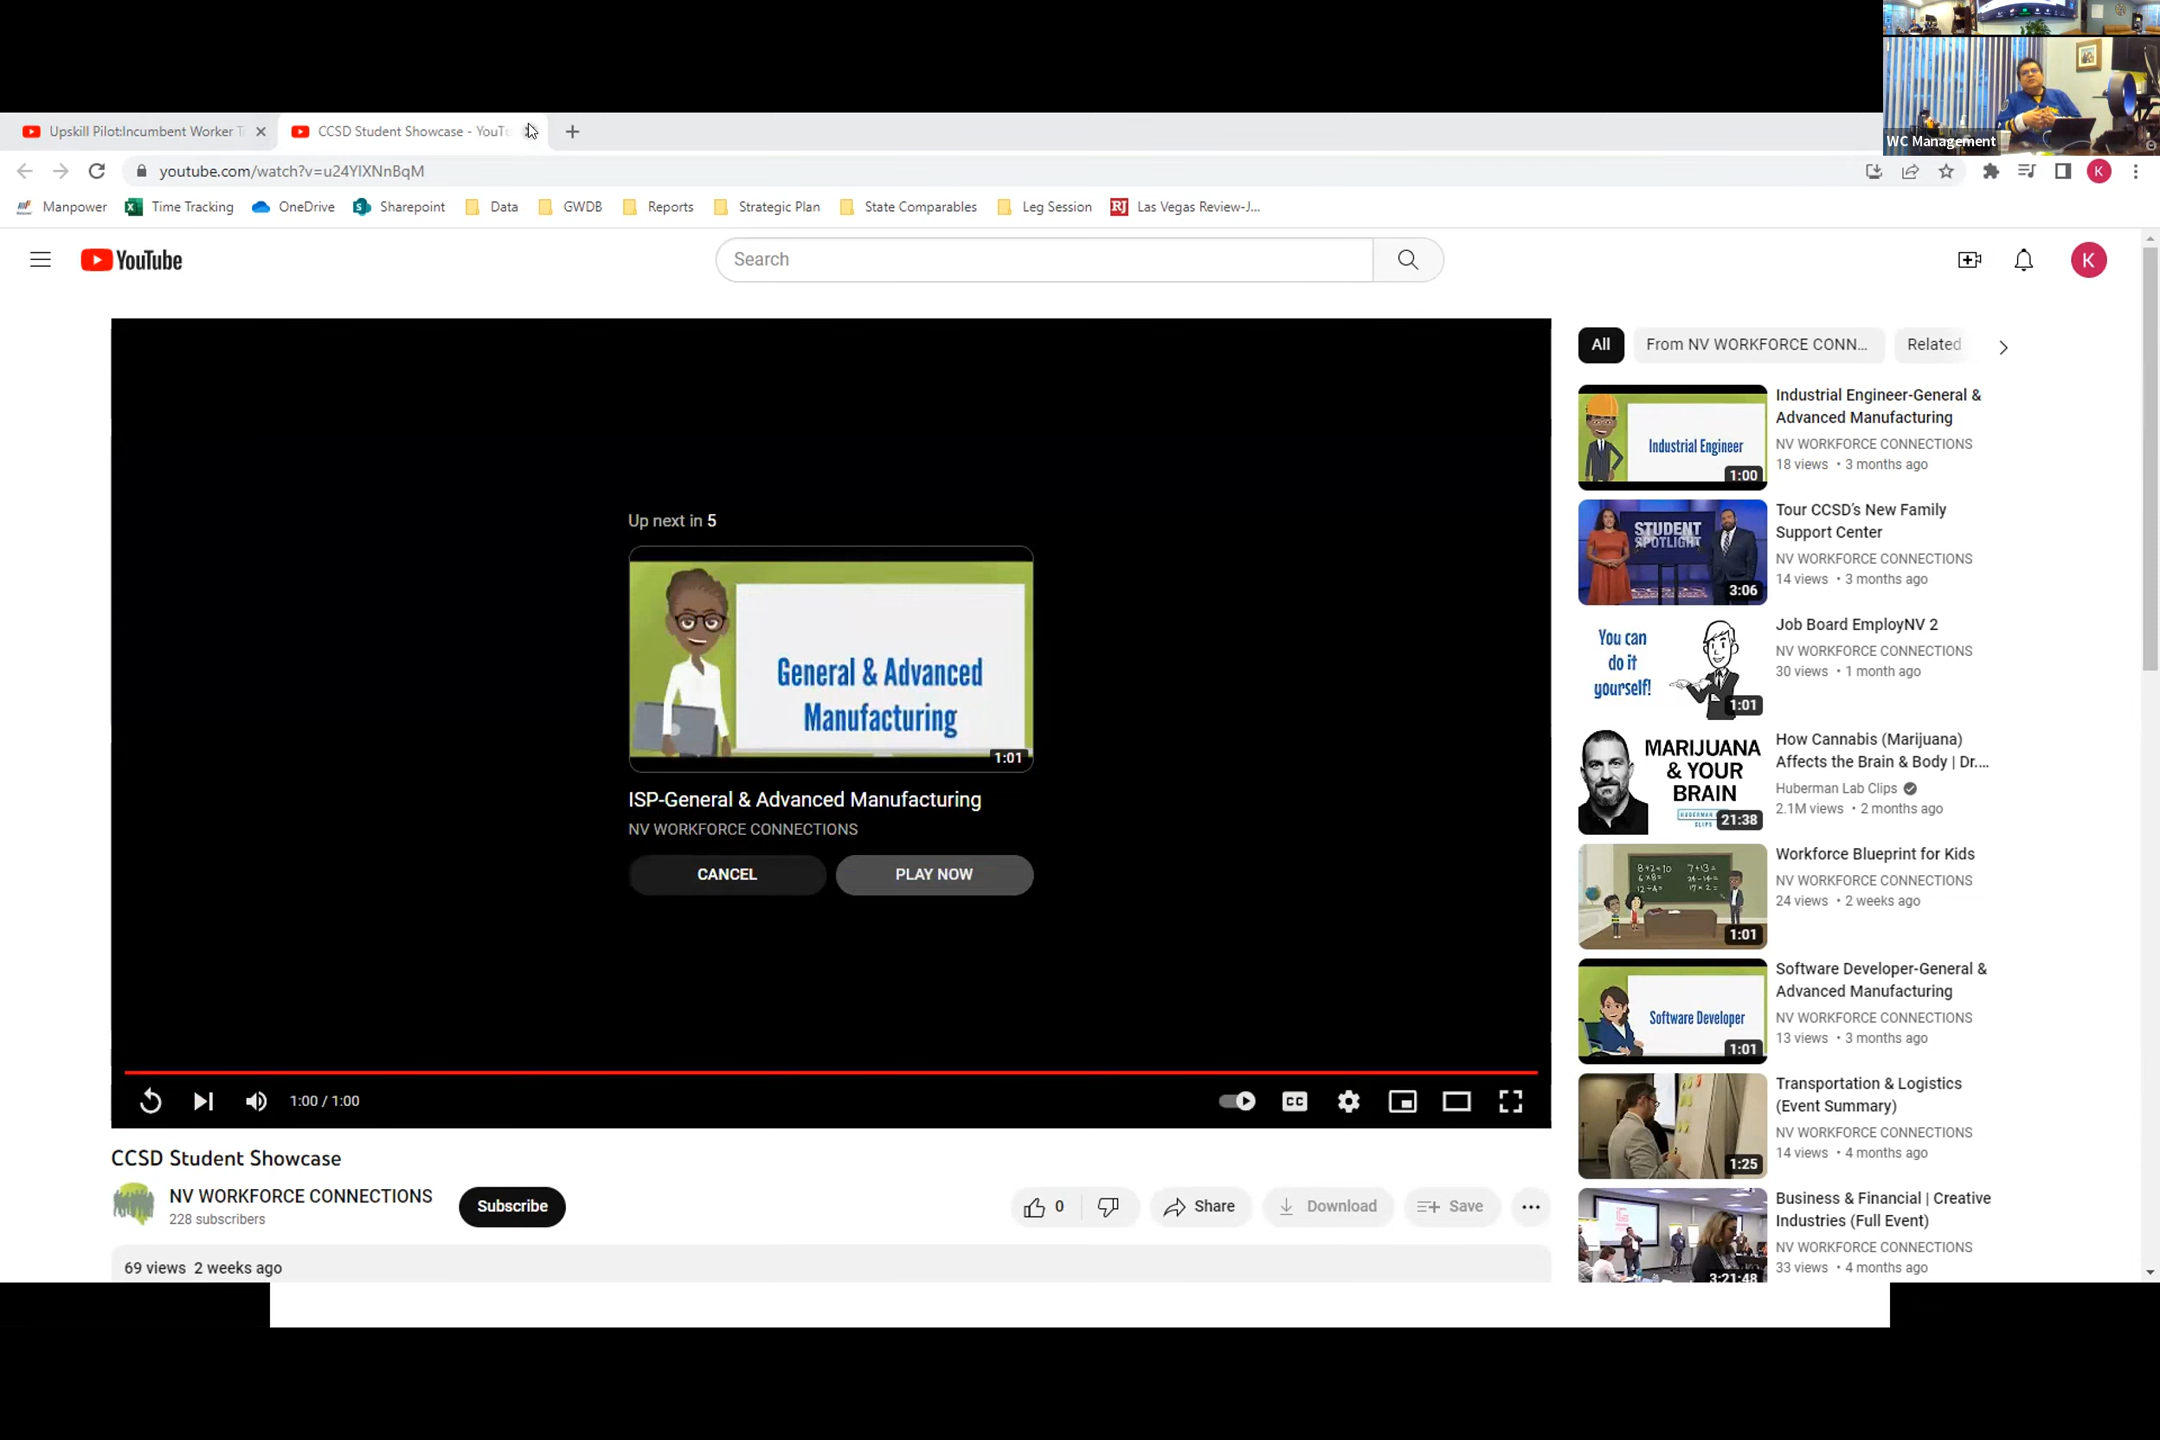 WC Management
Upskill Pilot:Incumbent Worker T
CCSD Student Showcase - YouTu
youtube.com/watch?v=u24YIXNnBqM
K
Manpower
Time Tracking
OneDrive
Sharepoint
Data
GWDB
Reports
Strategic Plan
State Comparables
Leg Session
RJ
Las Vegas Review-J...
YouTube
Search
K
Up next in 5
General & Advanced
Manufacturing
1:01
ISP-General & Advanced Manufacturing
NV WORKFORCE CONNECTIONS
CANCEL
PLAY NOW
1:00 / 1:00
CC
CCSD Student Showcase
NV WORKFORCE CONNECTIONS
228 subscribers
Subscribe
0
Share
Download
Save
69 views 2 weeks ago
All
From NV WORKFORCE CONN...
Related
Industrial Engineer
1:00
Industrial Engineer-General &
Advanced Manufacturing
NV WORKFORCE CONNECTIONS
18 views • 3 months ago
STUDENT
SPOTLIGHT
3:06
Tour CCSD's New Family
Support Center
NV WORKFORCE CONNECTIONS
14 views • 3 months ago
You can
do it
yourself!
1:01
Job Board EmployNV 2
NV WORKFORCE CONNECTIONS
30 views • 1 month ago
MARIJUANA
& YOUR
BRAIN
21:38
How Cannabis (Marijuana)
Affects the Brain & Body | Dr....
Huberman Lab Clips
2.1M views • 2 months ago
1:01
Workforce Blueprint for Kids
NV WORKFORCE CONNECTIONS
24 views • 2 weeks ago
Software Developer
1:01
Software Developer-General &
Advanced Manufacturing
NV WORKFORCE CONNECTIONS
13 views • 3 months ago
1:25
Transportation & Logistics
(Event Summary)
NV WORKFORCE CONNECTIONS
14 views • 4 months ago
3:21:48
Business & Financial | Creative
Industries (Full Event)
NV WORKFORCE CONNECTIONS
33 views • 4 months ago